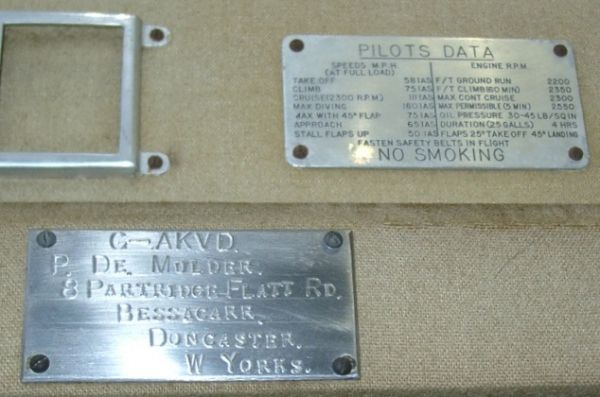 PILOTS DATA
SPEEDS M.P.H. ENGINE R.P.M.
(AT FULL LOAD)
TAKE OFF 58 IAS F/T GROUND RUN 2200
CLIMB 75 IAS F/T CLIMB (60 MIN) 2350
CRUISE (2300 R.P.M.) 111 IAS MAX CONT CRUISE 2300
MAX DIVING 160 IAS MAX PERMISSIBLE (5 MIN) 2550
MAX WITH 45° FLAP 75 IAS OIL PRESSURE 30-45 LB/SQ IN
APPROACH 65 IAS DURATION (25 GALLS) 4 HRS
STALL FLAPS UP 50 IAS FLAPS 25° TAKE OFF 45° LANDING
FASTEN SAFETY BELTS IN FLIGHT
NO SMOKING
G-AKVD.
P. DE. MULDER.
8 PARTRIDGE FLATT RD.
BESSACARR.
DONCASTER.
W YORKS.